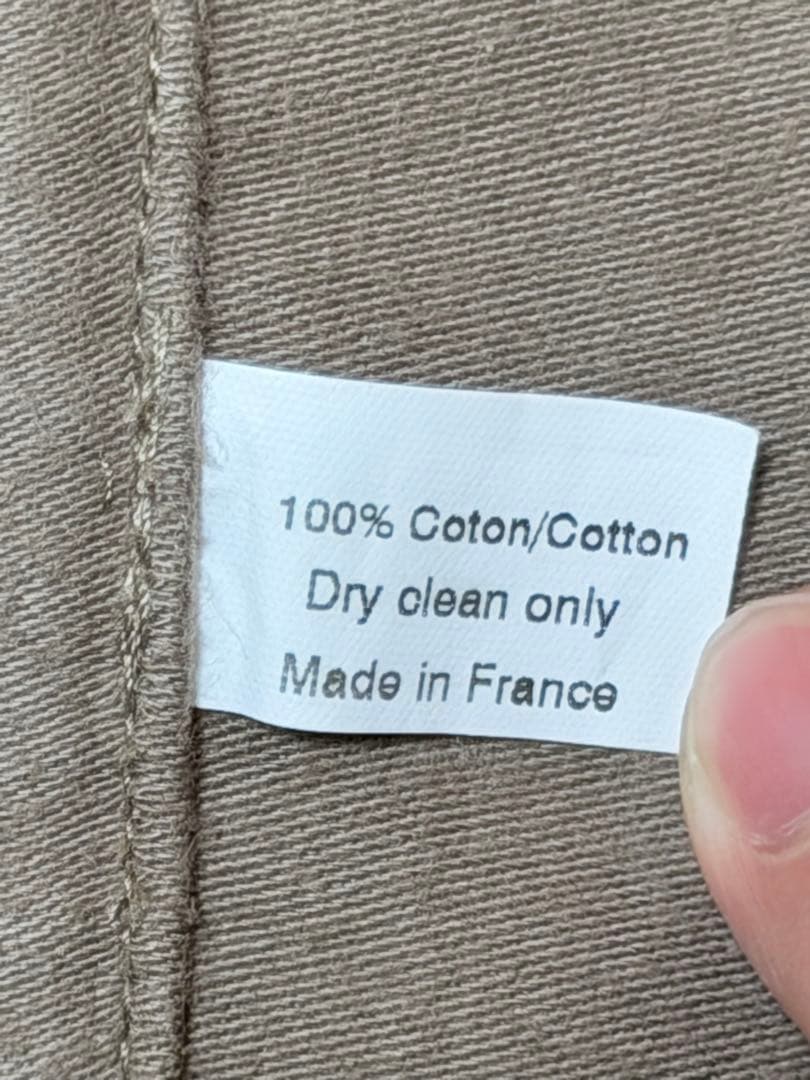 100% Coton/Cotton
Dry clean only
Made in France